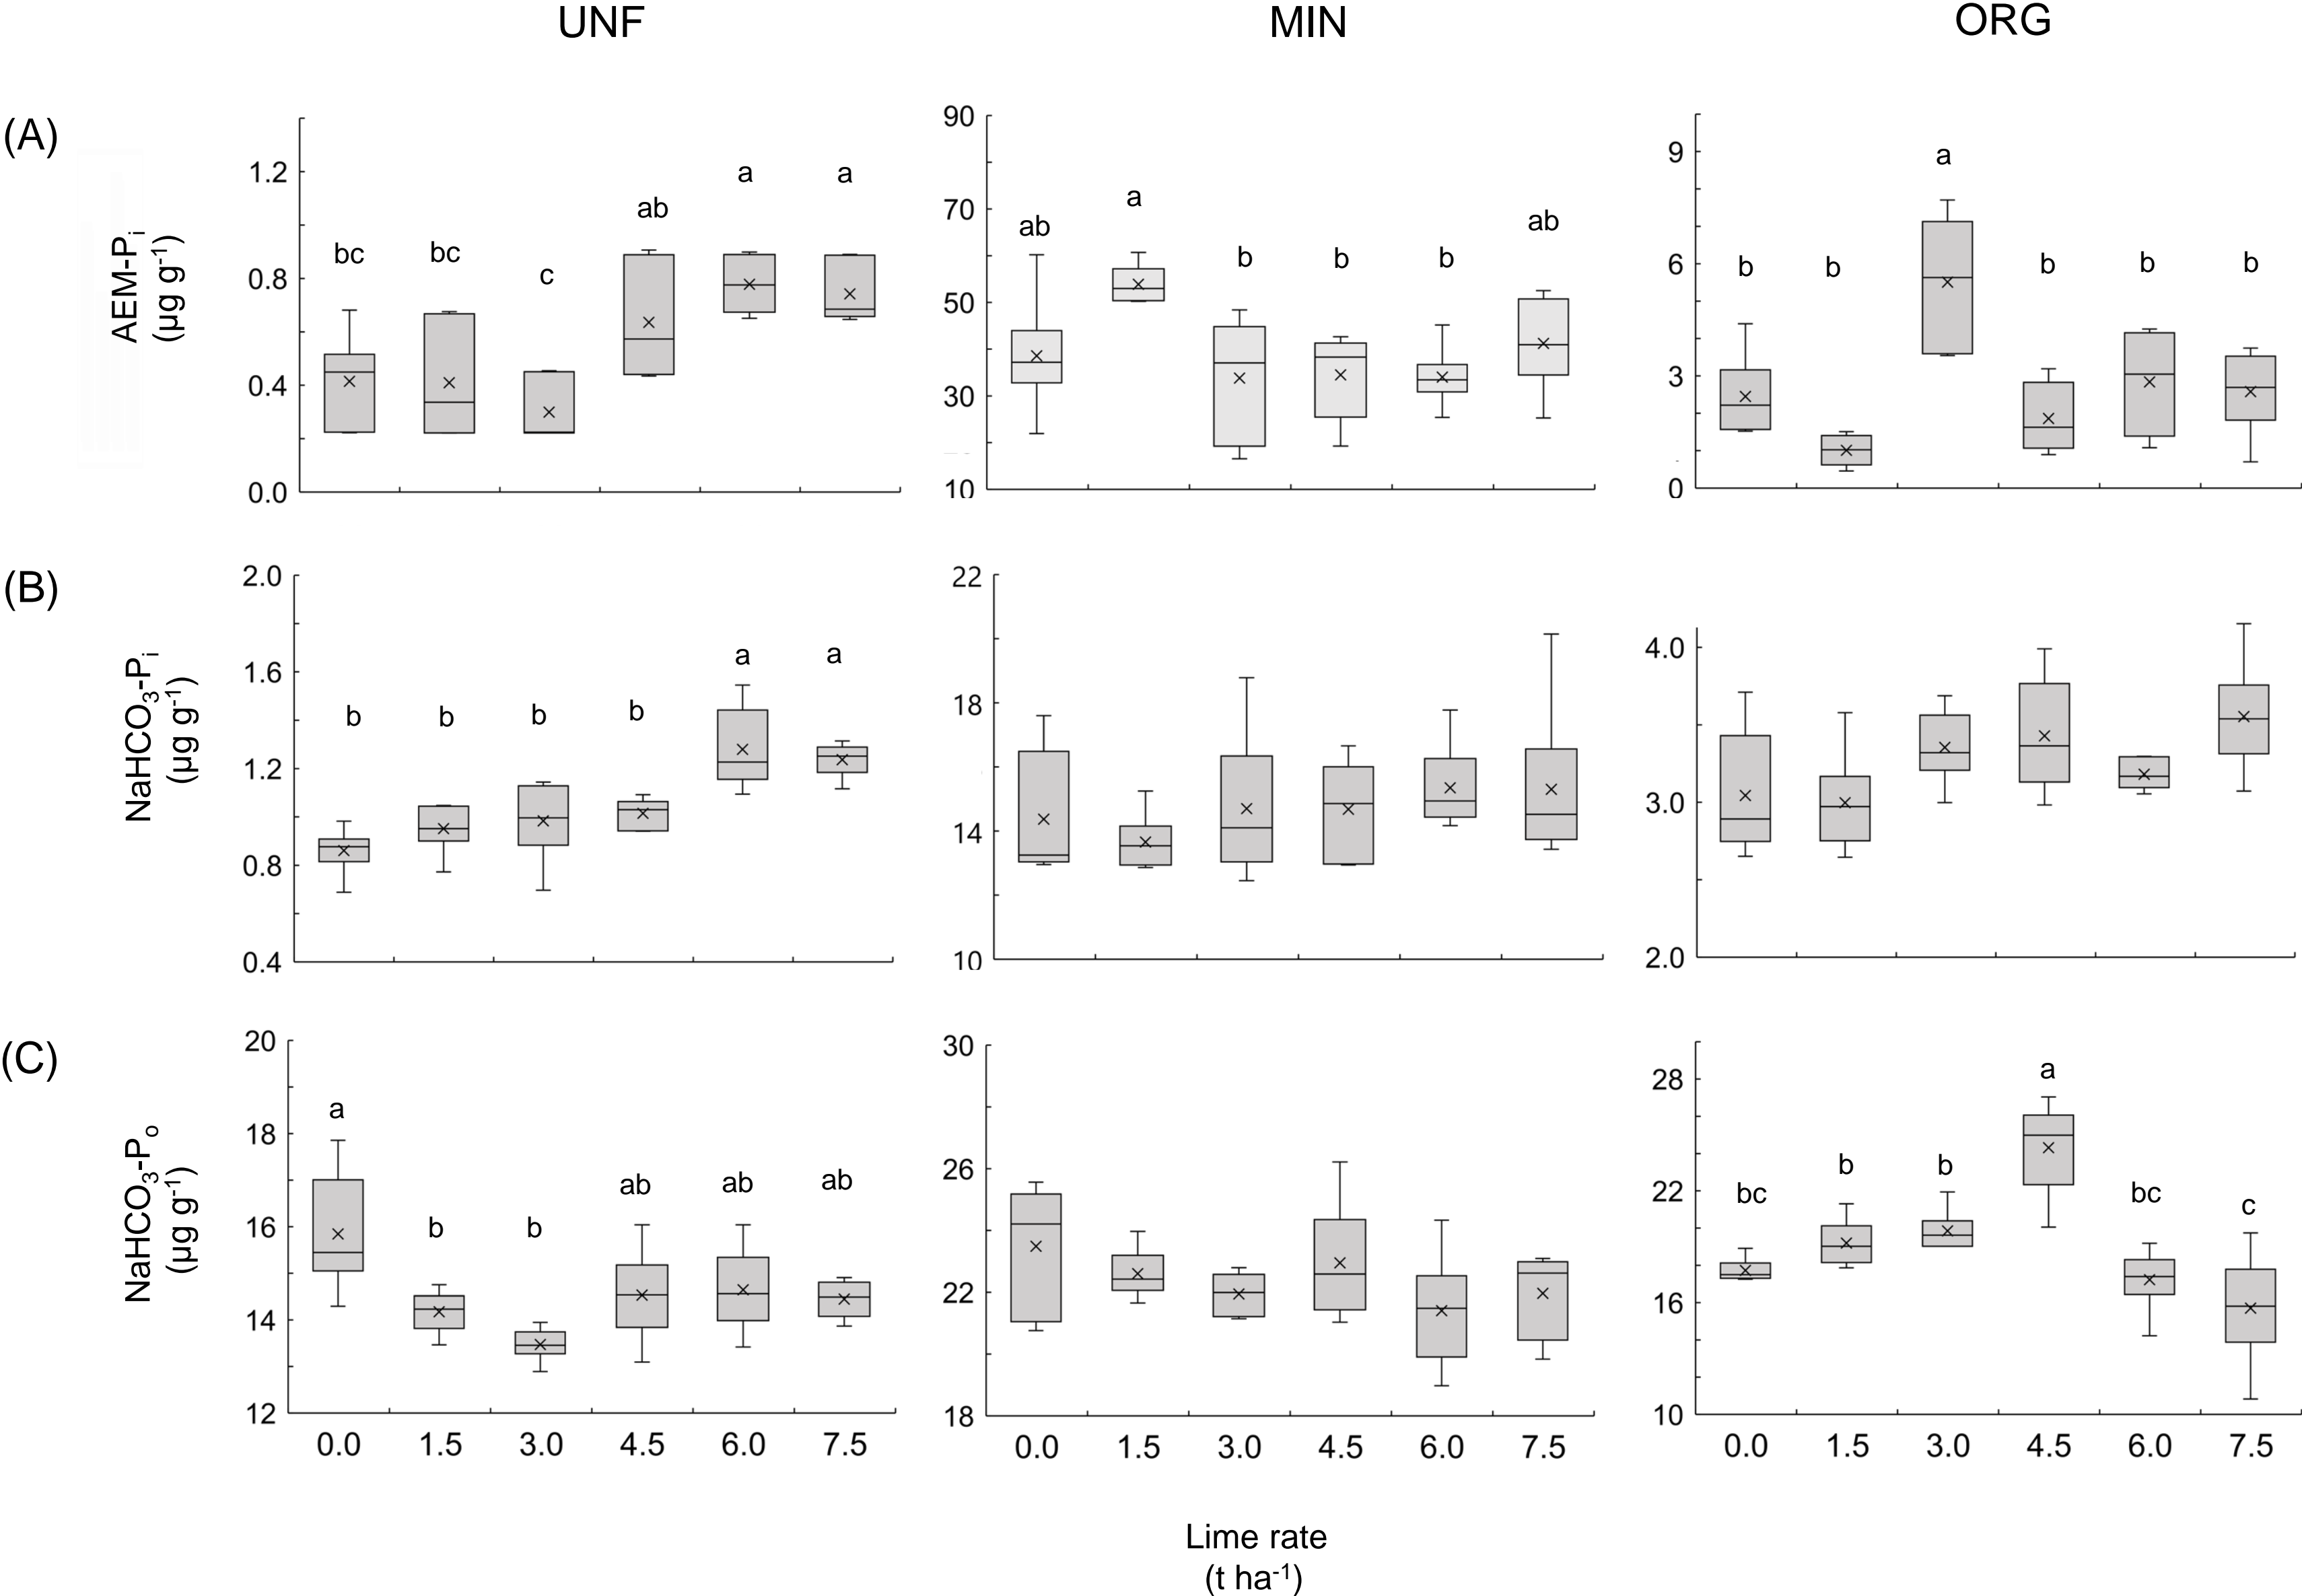 UNF MIN ORG
(A)
AEM-Pi
(µg g-1)
1.2
0.8
0.4
0.0
bc bc c ab a a
90
70
50
30
10
ab a b b b ab
9
6
3
0
b b a b b b
(B)
NaHCO3-Pi
(µg g-1)
2.0
1.6
1.2
0.8
0.4
b b b b a a
22
18
14
10
4.0
3.0
2.0
(C)
NaHCO3-Po
(µg g-1)
20
18
16
14
12
a b b ab ab ab
30
26
22
18
28
22
16
10
bc b b a bc c
0.0 1.5 3.0 4.5 6.0 7.5
0.0 1.5 3.0 4.5 6.0 7.5
0.0 1.5 3.0 4.5 6.0 7.5
Lime rate
(t ha-1)